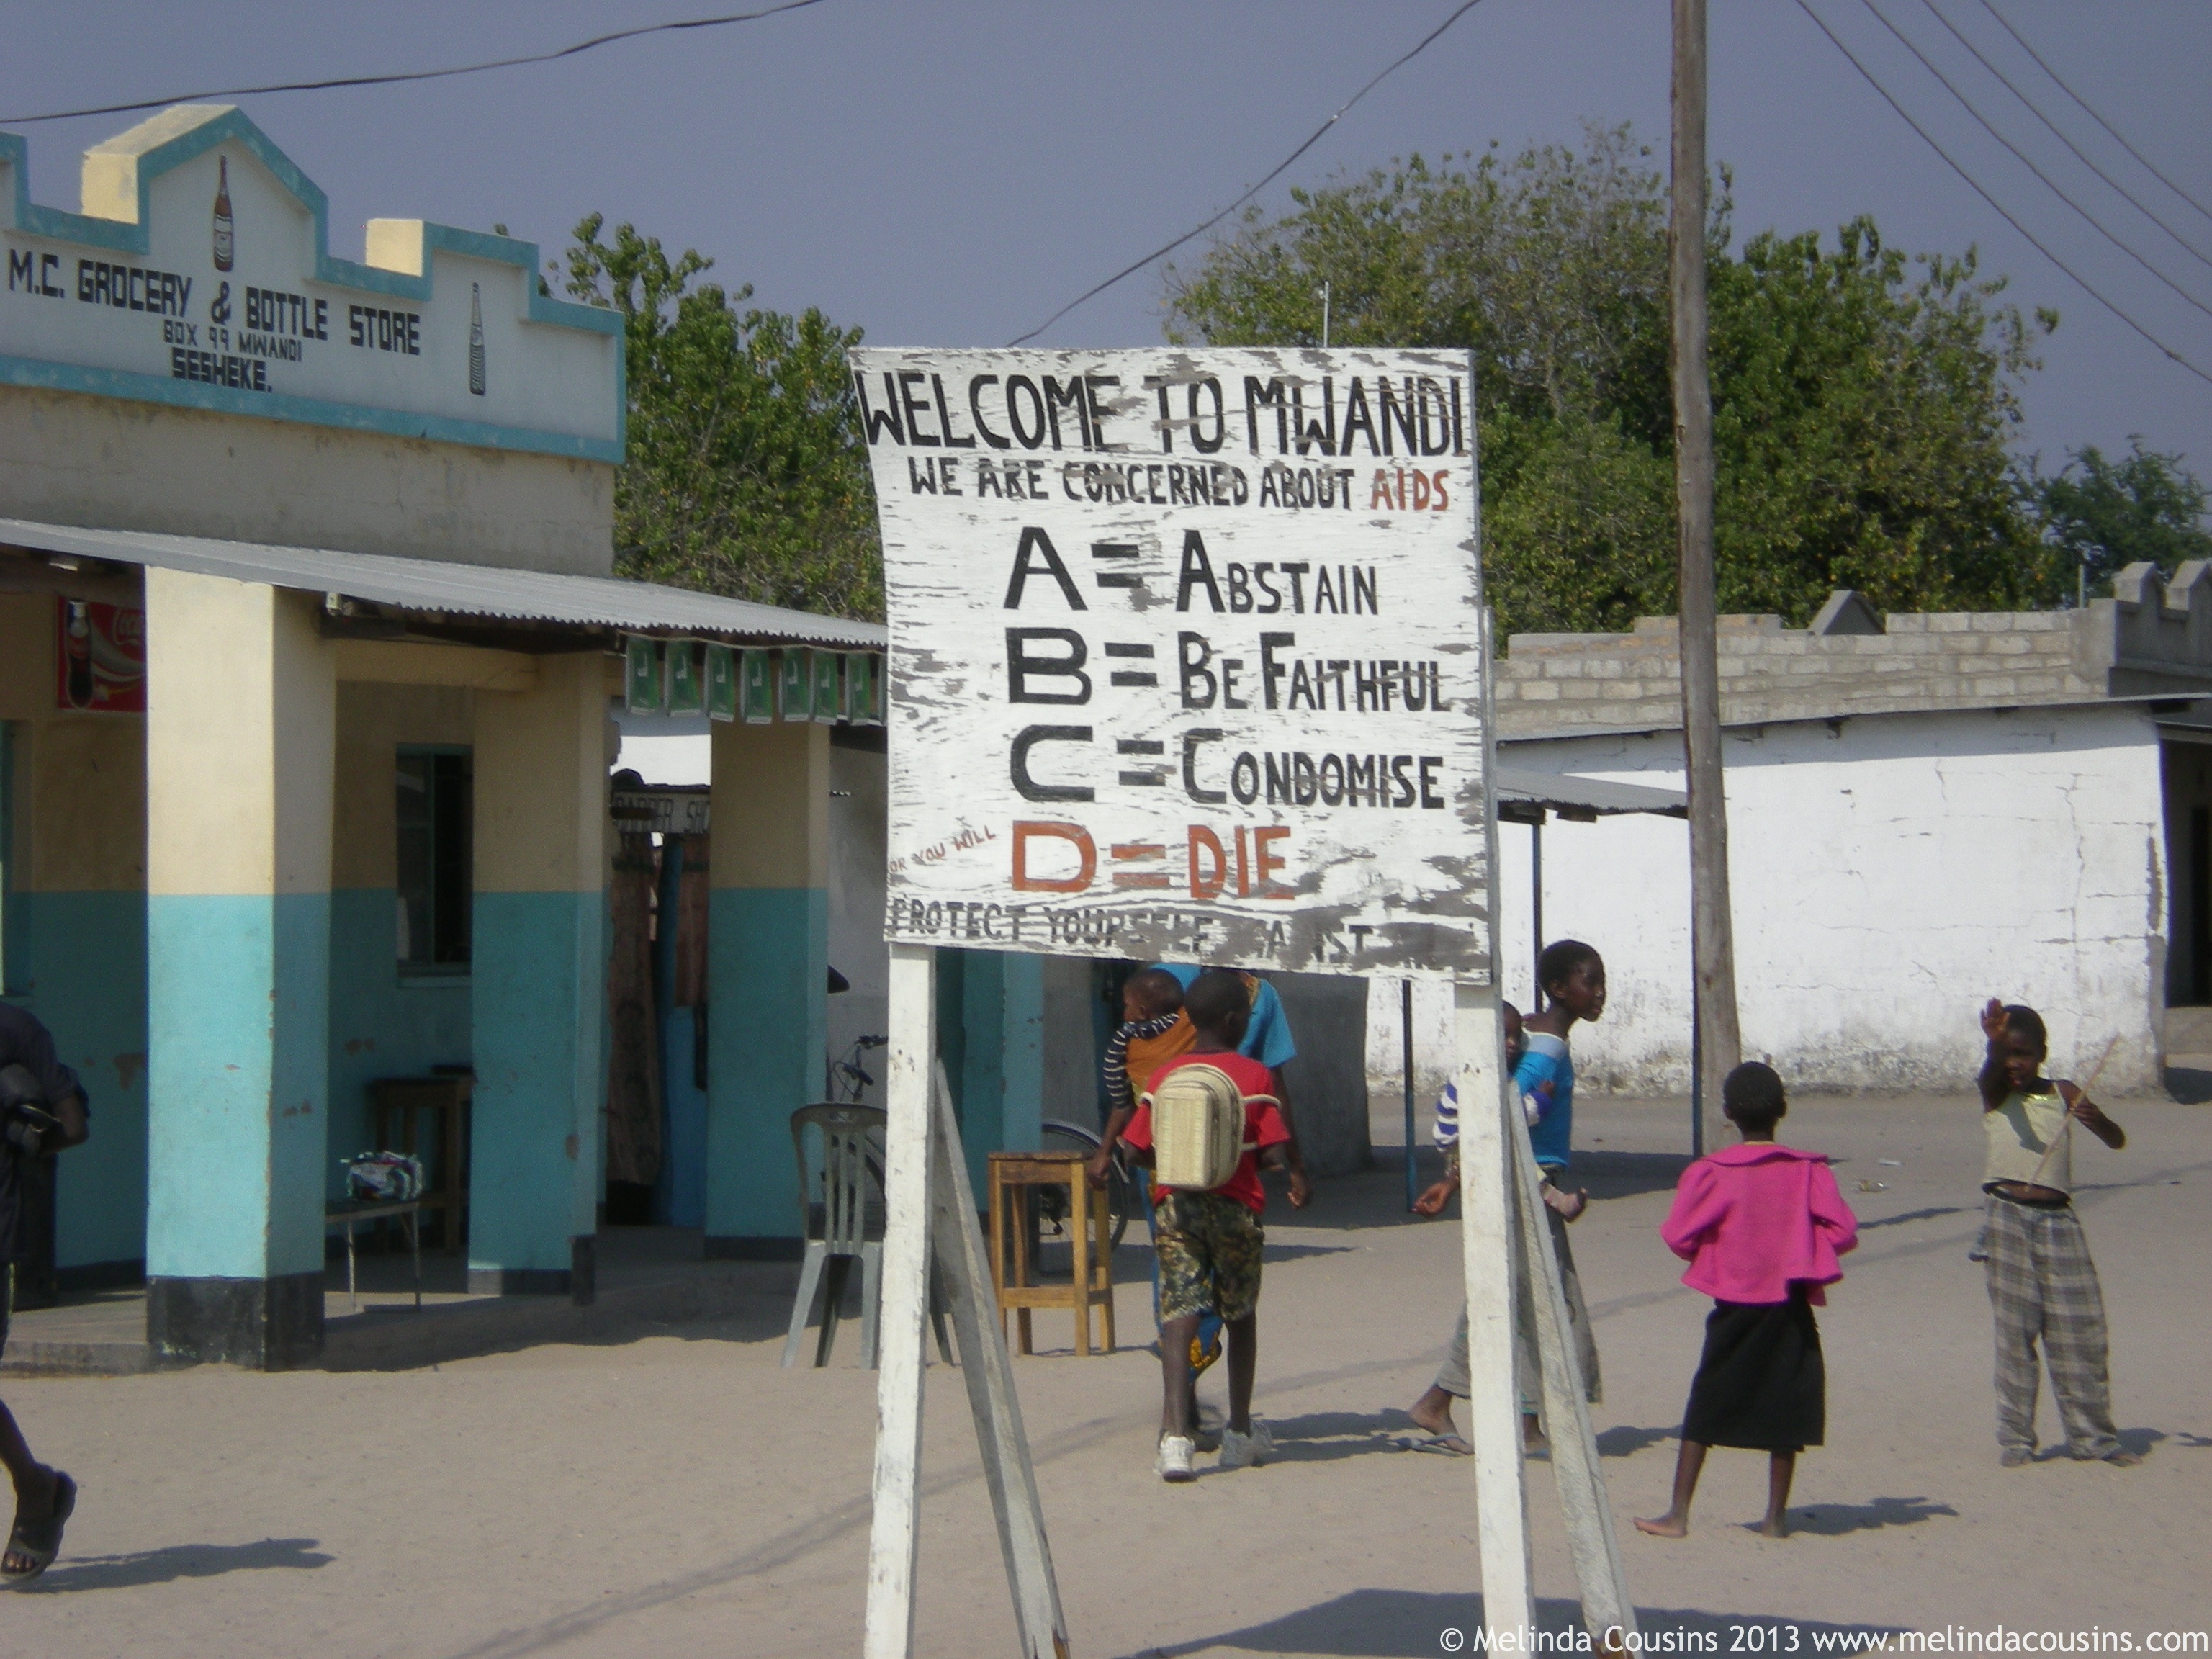 M.C. GROCERY & BOTTLE STORE
BOX 99 MWANDI
SESHEKE.
WELCOME TO MWANDI
WE ARE CONCERNED ABOUT AIDS
A = ABSTAIN
B = BE FAITHFUL
C = CONDOMISE
OR YOU WILL D = DIE
PROTECT YOURSELF AGAINST
© Melinda Cousins 2013 www.melindacousins.com